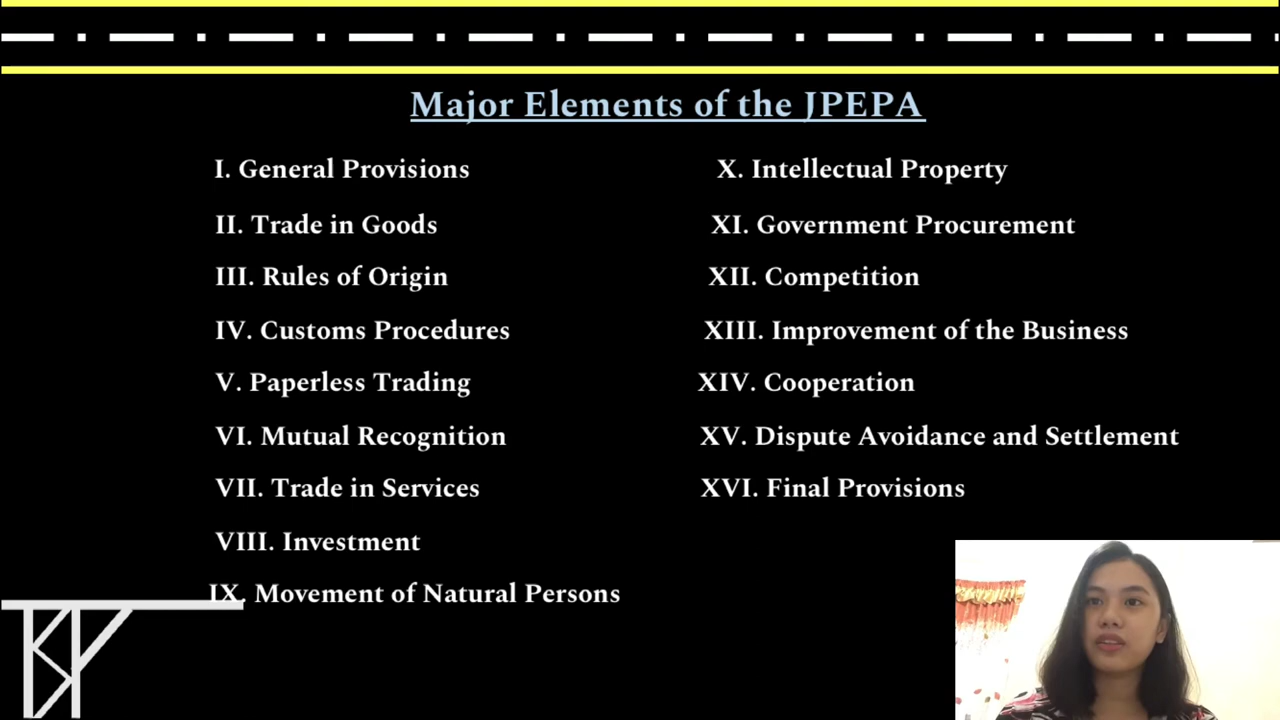 Major Elements of the JPEPA
I. General Provisions
II. Trade in Goods
III. Rules of Origin
IV. Customs Procedures
V. Paperless Trading
VI. Mutual Recognition
VII. Trade in Services
VIII. Investment
IX. Movement of Natural Persons
X. Intellectual Property
XI. Government Procurement
XII. Competition
XIII. Improvement of the Business
XIV. Cooperation
XV. Dispute Avoidance and Settlement
XVI. Final Provisions